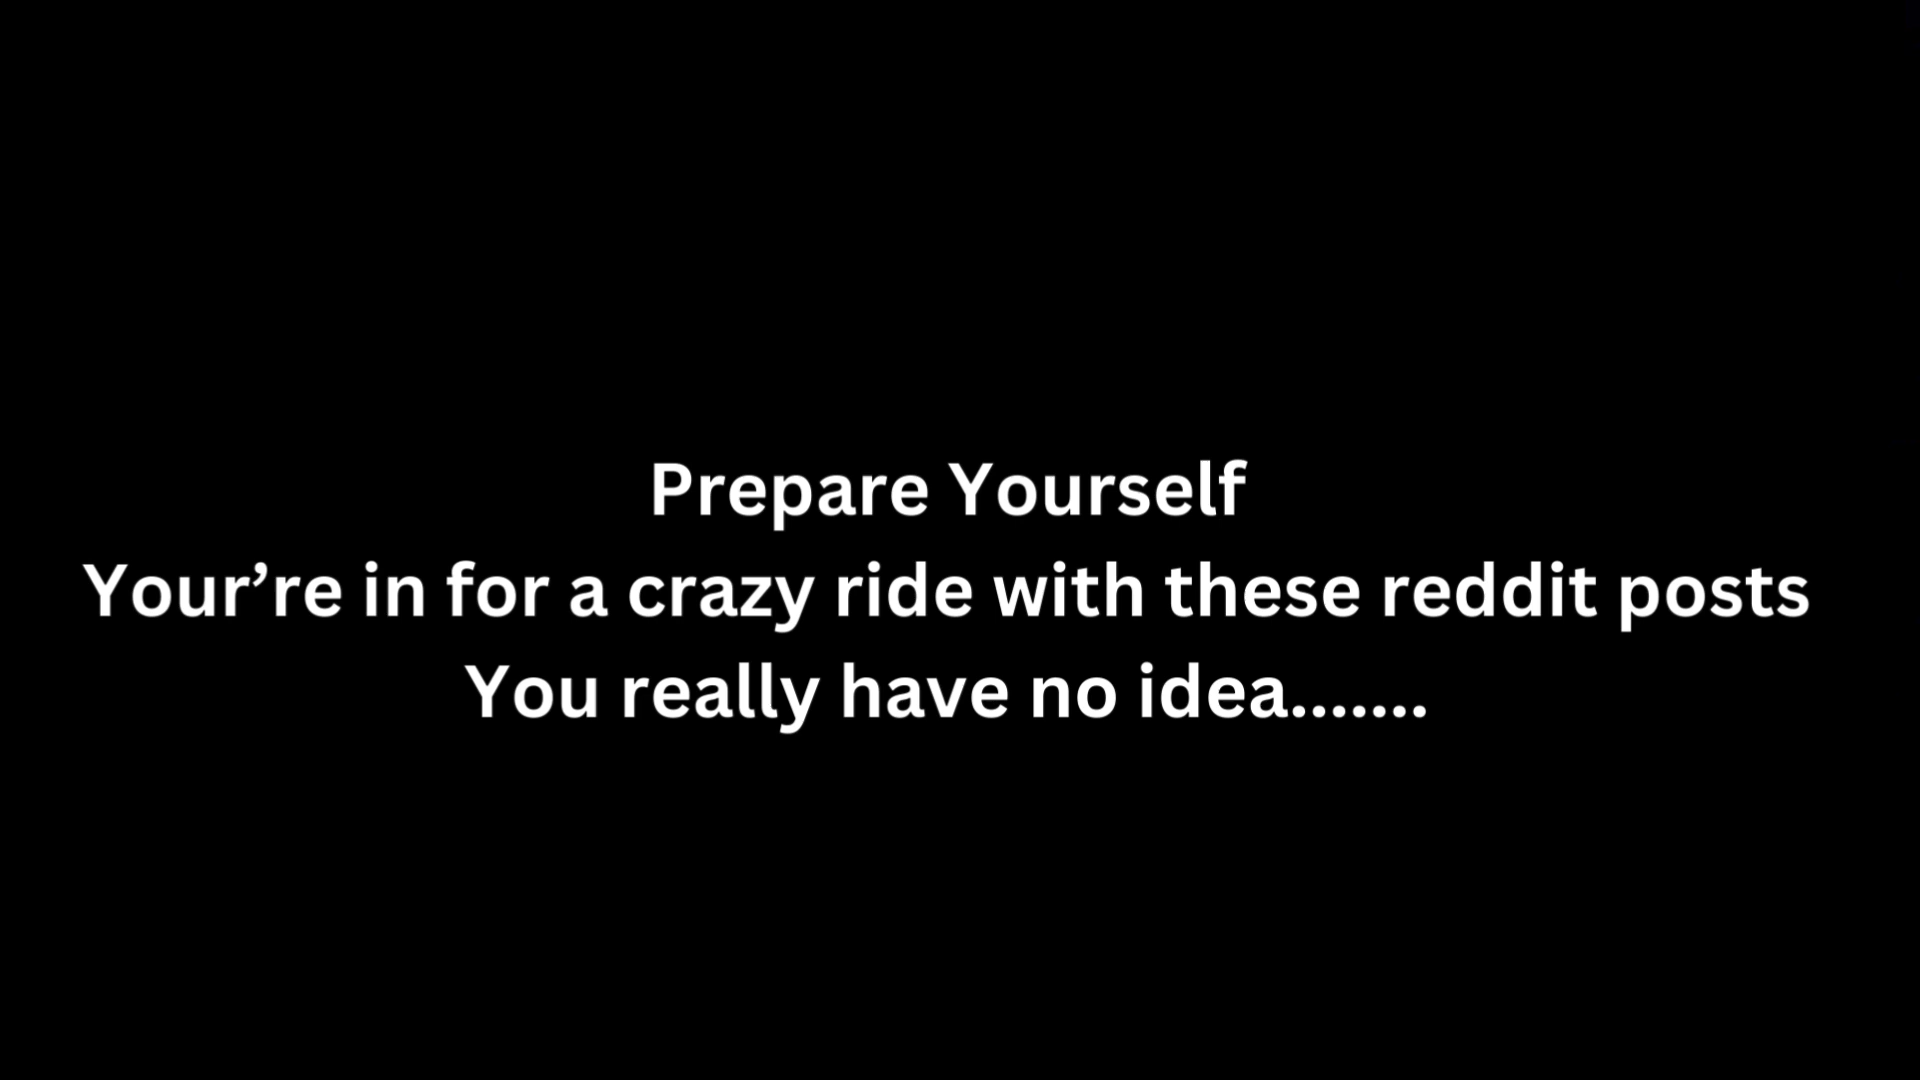 Prepare Yourself
Your’re in for a crazy ride with these reddit posts
You really have no idea.......